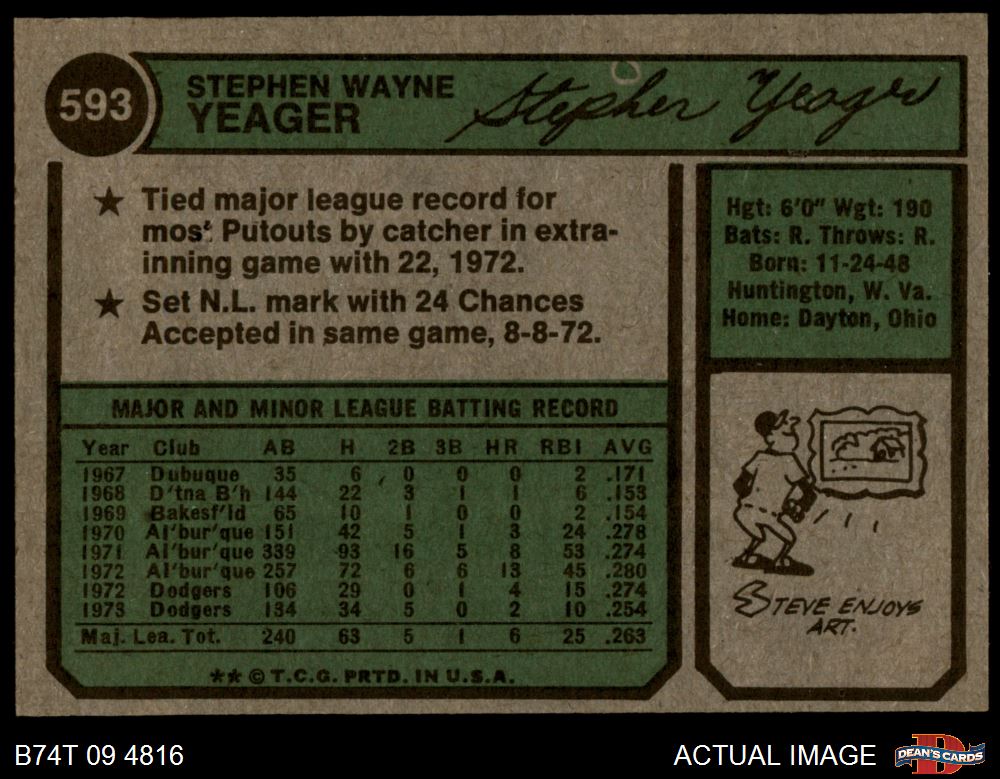 593
STEPHEN WAYNE
YEAGER
Stephen Yeager
★ Tied major league record for
most Putouts by catcher in extra-
inning game with 22, 1972.
★ Set N.L. mark with 24 Chances
Accepted in same game, 8-8-72.
Hgt: 6'0" Wgt: 190
Bats: R. Throws: R.
Born: 11-24-48
Huntington, W. Va.
Home: Dayton, Ohio
MAJOR AND MINOR LEAGUE BATTING RECORD
Year Club AB H 2B 3B HR RBI AVG
1967 Dubuque 35 6 0 0 0 2 .171
1968 D'tna B'h 144 22 3 1 1 6 .153
1969 Bakesf'ld 65 10 1 0 0 2 .154
1970 Al'bur'que 151 42 5 1 3 24 .278
1971 Al'bur'que 339 93 16 5 8 53 .274
1972 Al'bur'que 257 72 6 6 13 45 .280
1972 Dodgers 106 29 0 1 4 15 .274
1973 Dodgers 134 34 5 0 2 10 .254
Maj. Lea. Tot. 240 63 5 1 6 25 .263
★★ © T.C.G. PRTD. IN U.S.A.
STEVE ENJOYS
ART.
B74T 09 4816
ACTUAL IMAGE
DEAN'S CARDS